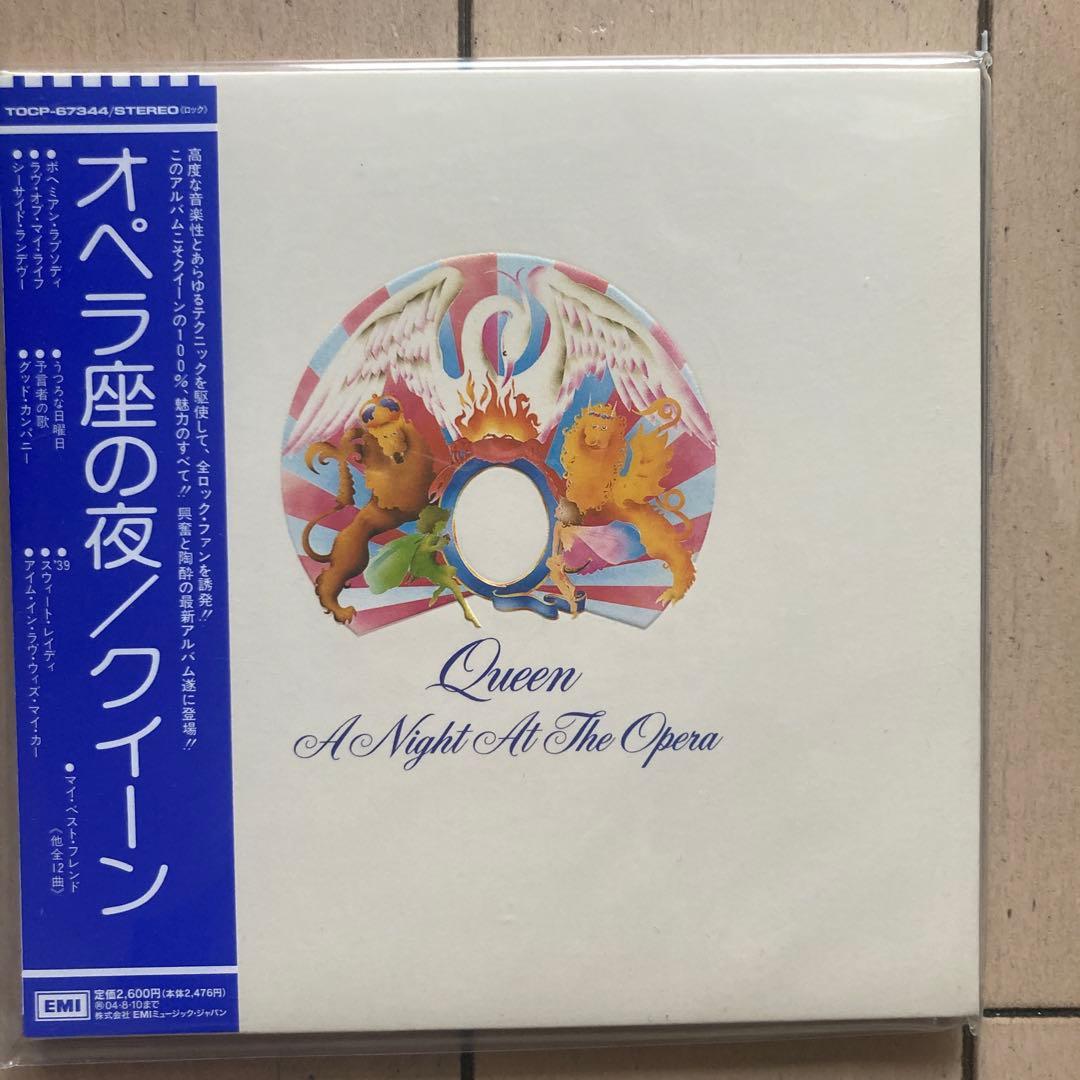 TOCP-67344/STEREO《ロック》
高度な音楽性とあらゆるテクニックを駆使して、全ロック・ファンを誘発!!
このアルバムこそクイーンの100%、魅力のすべて!! 興奮と陶酔の最新アルバム遂に登場!!
オペラ座の夜/クイーン
●ボヘミアン・ラプソディ
●ラヴ・オブ・マイ・ライフ
●シーサイド・ランデヴー
●うつろな日曜日
●予言者の歌
●グッド・カンパニー
●'39
●スウィート・レイディ
●アイム・イン・ラヴ・ウィズ・マイ・カー
●マイ・ベスト・フレンド
《他全12曲》
EMI
定価2,600円(本体2,476円)
㊐04・8・10まで
株式会社 EMIミュージック・ジャパン
Queen
A Night At The Opera